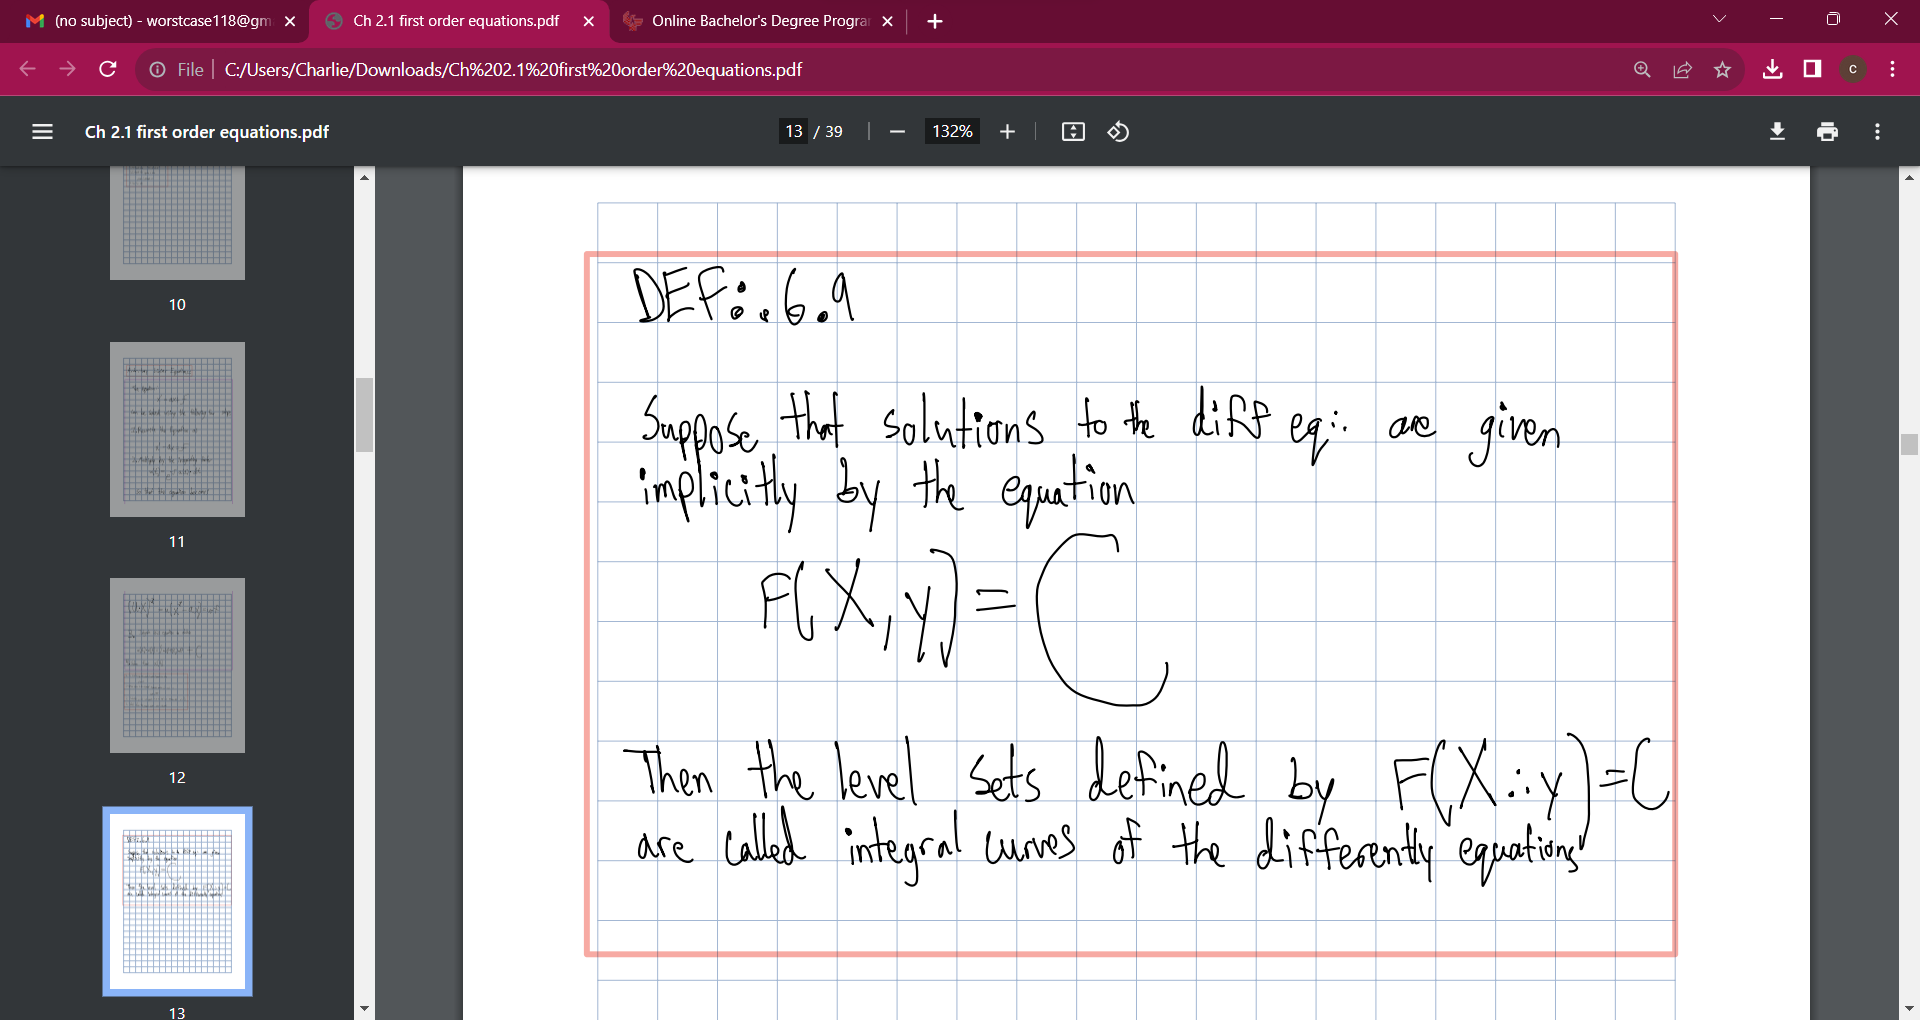 (no subject) - worstcase118@gm
Ch 2.1 first order equations.pdf
Online Bachelor's Degree Progra
File
C:/Users/Charlie/Downloads/Ch%202.1%20first%20order%20equations.pdf
C
Ch 2.1 first order equations.pdf
13 / 39
132%
10
11
12
13
DEF:.6.9
Suppose that solutions to the diff eq:. are given
implicitly by the equation
F(X,y)=C
Then the level sets defined by F(X.:.y)=C
are called integral curves of the differently equations'